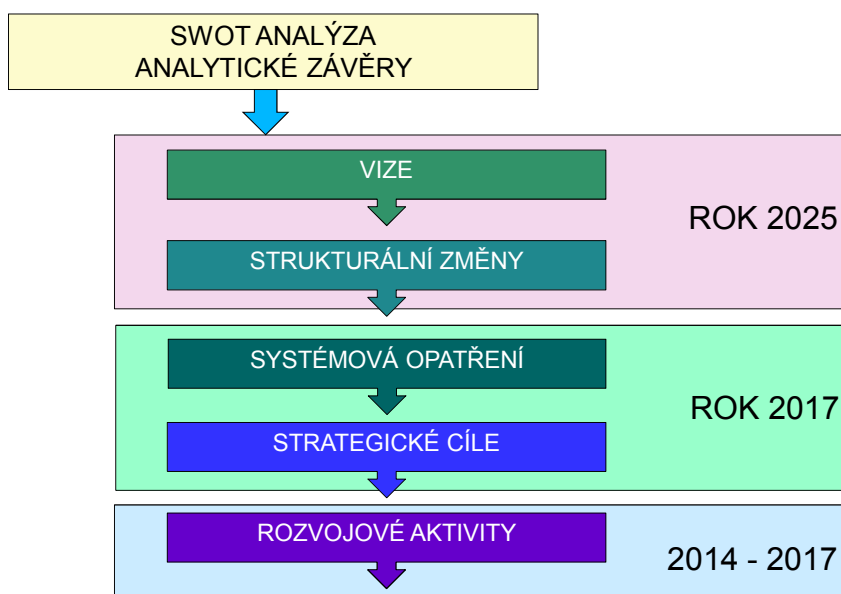 SWOT ANALÝZA
ANALYTICKÉ ZÁVĚRY
VIZE
ROK 2025
STRUKTURÁLNÍ ZMĚNY
SYSTÉMOVÁ OPATŘENÍ
ROK 2017
STRATEGICKÉ CÍLE
ROZVOJOVÉ AKTIVITY
2014 - 2017